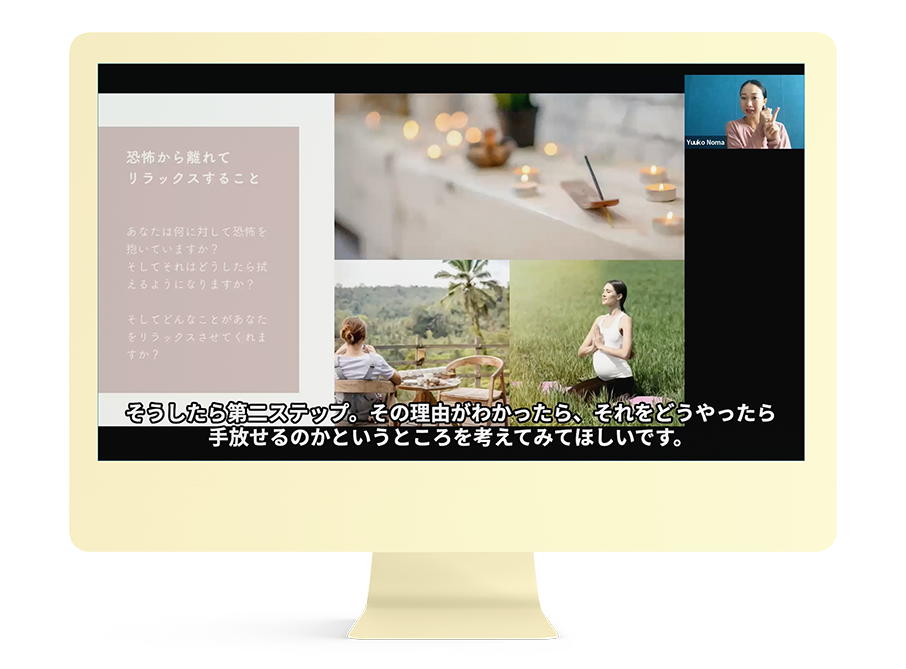 恐怖から離れて
リラックスすること
あなたは何に対して恐怖を
抱いていますか？
そしてそれはどうしたら拭
えるようになりますか？
そしてどんなことがあなた
をリラックスさせてくれま
すか？
Yuuko Noma
そうしたら第二ステップ。その理由がわかったら、それをどうやったら
手放せるのかというところを考えてみてほしいです。